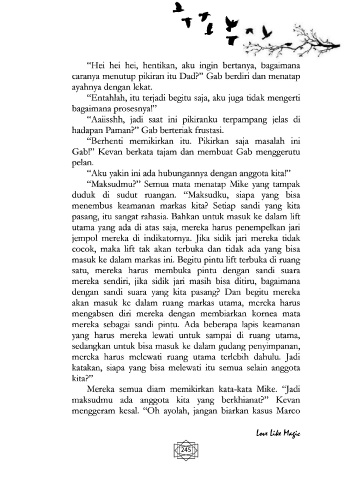 “Hei hei hei, hentikan, aku ingin bertanya, bagaimana
caranya menutup pikiran itu Dad?” Gab berdiri dan menatap
ayahnya dengan lekat.
“Entahlah, itu terjadi begitu saja, aku juga tidak mengerti
bagaimana prosesnya!”
“Aaiisshh, jadi saat ini pikiranku terpampang jelas di
hadapan Paman?” Gab berteriak frustasi.
“Berhenti memikirkan itu. Pikirkan saja masalah ini
Gab!” Kevan berkata tajam dan membuat Gab menggerutu
pelan.
“Aku yakin ini ada hubungannya dengan anggota kita!”
“Maksudmu?” Semua mata menatap Mike yang tampak
duduk di sudut ruangan. “Maksudku, siapa yang bisa
menembus keamanan markas kita? Setiap sandi yang kita
pasang, itu sangat rahasia. Bahkan untuk masuk ke dalam lift
utama yang ada di atas saja, mereka harus penempelkan jari
jempol mereka di indikatornya. Jika sidik jari mereka tidak
cocok, maka lift tak akan terbuka dan tidak ada yang bisa
masuk ke dalam markas ini. Begitu pintu lift terbuka di ruang
satu, mereka harus membuka pintu dengan sandi suara
mereka sendiri, jika sidik jari masih bisa ditiru, bagaimana
dengan sandi suara yang kita pasang? Dan begitu mereka
akan masuk ke dalam ruang markas utama, mereka harus
mengabsen diri mereka dengan membiarkan kornea mata
mereka sebagai sandi pintu. Ada beberapa lapis keamanan
yang harus mereka lewati untuk sampai di ruang utama,
sedangkan untuk bisa masuk ke dalam gudang penyimpanan,
mereka harus melewati ruang utama terlebih dahulu. Jadi
katakan, siapa yang bisa melewati itu semua selain anggota
kita?”
Mereka semua diam memikirkan kata-kata Mike. “Jadi
maksudmu ada anggota kita yang berkhianat?” Kevan
menggeram kesal. “Oh ayolah, jangan biarkan kasus Marco
Love Like Magic
245